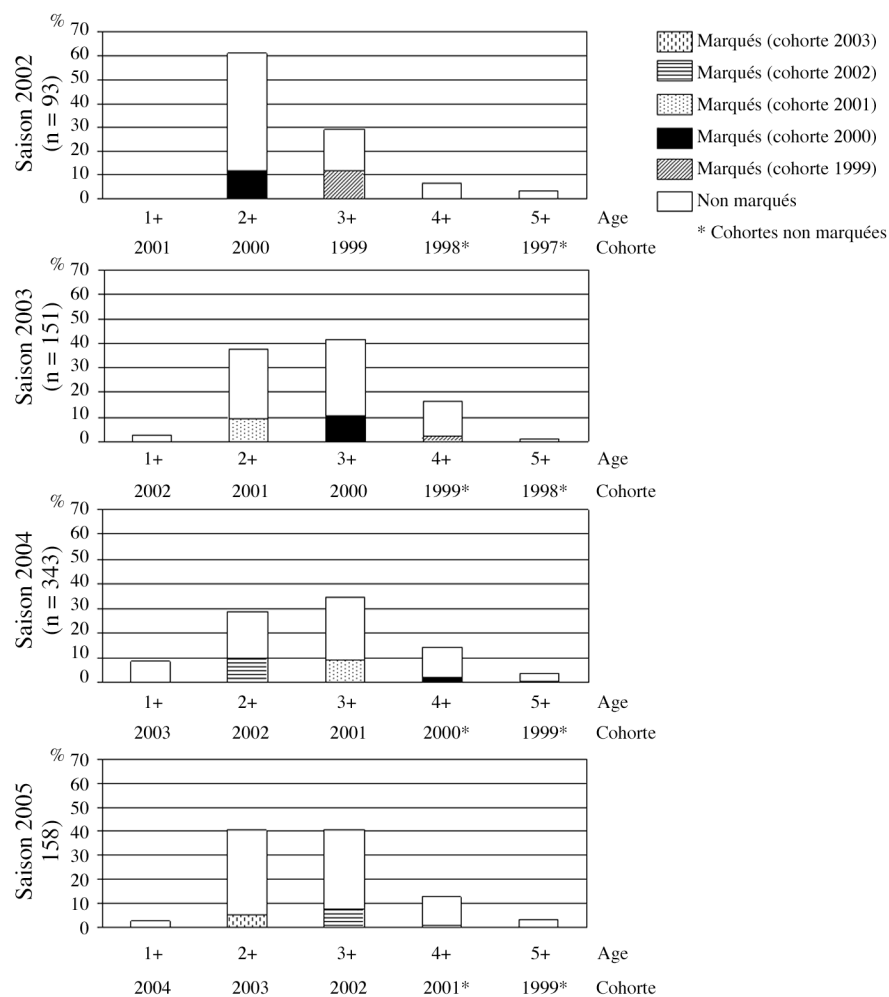 % 70
60
50
40
30
20
10
0
Saison 2002
(n = 93)
1+ 2+ 3+ 4+ 5+ Age
2001 2000 1999 1998* 1997* Cohorte
Marqués (cohorte 2003)
Marqués (cohorte 2002)
Marqués (cohorte 2001)
Marqués (cohorte 2000)
Marqués (cohorte 1999)
Non marqués
* Cohortes non marquées
% 70
60
50
40
30
20
10
0
Saison 2003
(n = 151)
1+ 2+ 3+ 4+ 5+ Age
2002 2001 2000 1999* 1998* Cohorte
% 70
60
50
40
30
20
10
0
Saison 2004
(n = 343)
1+ 2+ 3+ 4+ 5+ Age
2003 2002 2001 2000* 1999* Cohorte
% 70
60
50
40
30
20
10
0
Saison 2005
158)
1+ 2+ 3+ 4+ 5+ Age
2004 2003 2002 2001* 1999* Cohorte